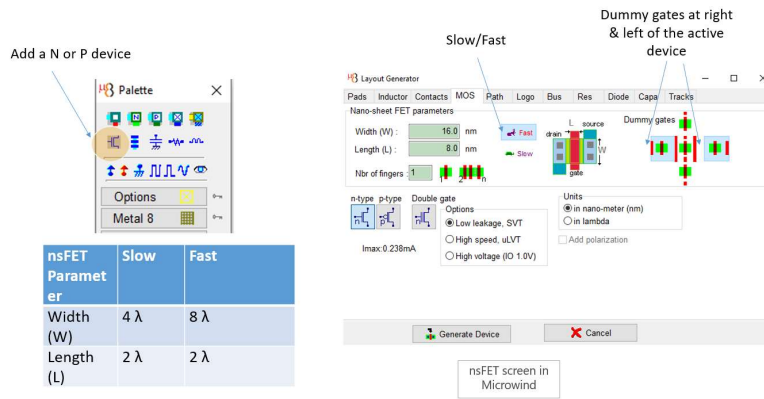 Dummy gates at right
& left of the active
device
Slow/Fast
Add a N or P device
Palette
Options
Metal 8
Layout Generator
Pads Inductor Contacts MOS Path Logo Bus Res Diode Capa Tracks
Nano-sheet FET parameters
Width (W) : 16.0 nm
Length (L) : 8.0 nm
Nbr of fingers : 1
1 2 n
Fast
Slow
L source
drain
W
gate
Dummy gates
n-type p-type Double gate
n p n
Imax:0.238mA
Options
Low leakage, SVT
High speed, uLVT
High voltage (IO 1.0V)
Units
in nano-meter (nm)
in lambda
Add polarization
Generate Device
Cancel
nsFET Slow Fast
Paramet
er
Width 4 λ 8 λ
(W)
Length 2 λ 2 λ
(L)
nsFET screen in
Microwind